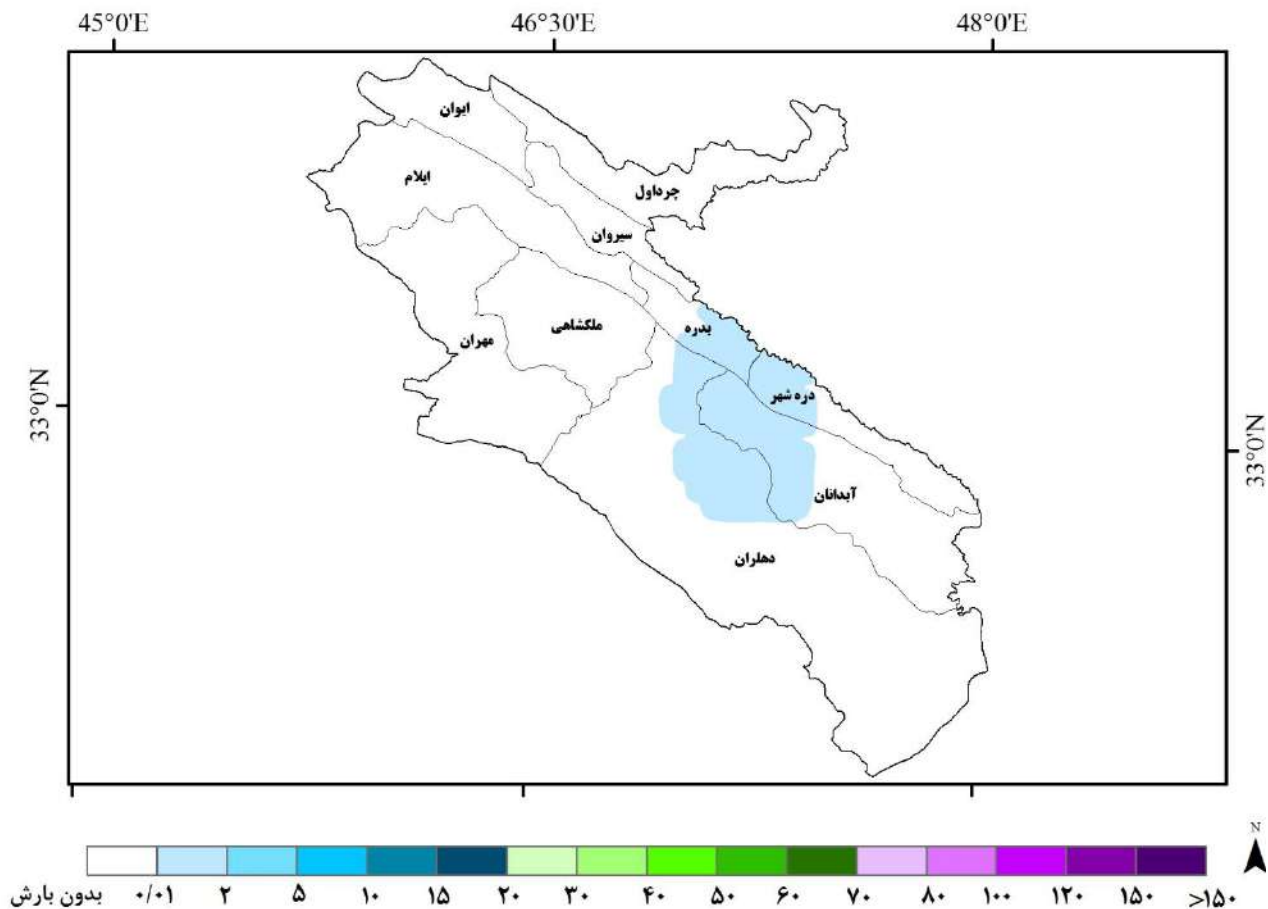 45°0'E 46°30'E 48°0'E
ایوان
ایلام
چرداول
سیروان
ملکشاهی
بدره
مهران
دره شهر
33°0'N
33°0'N
آبدانان
دهلران
N
بدون بارش ۰/۰۱ ۲ ۵ ۱۰ ۱۵ ۲۰ ۳۰ ۴۰ ۵۰ ۶۰ ۷۰ ۸۰ ۱۰۰ ۱۲۰ ۱۵۰ >۱۵۰